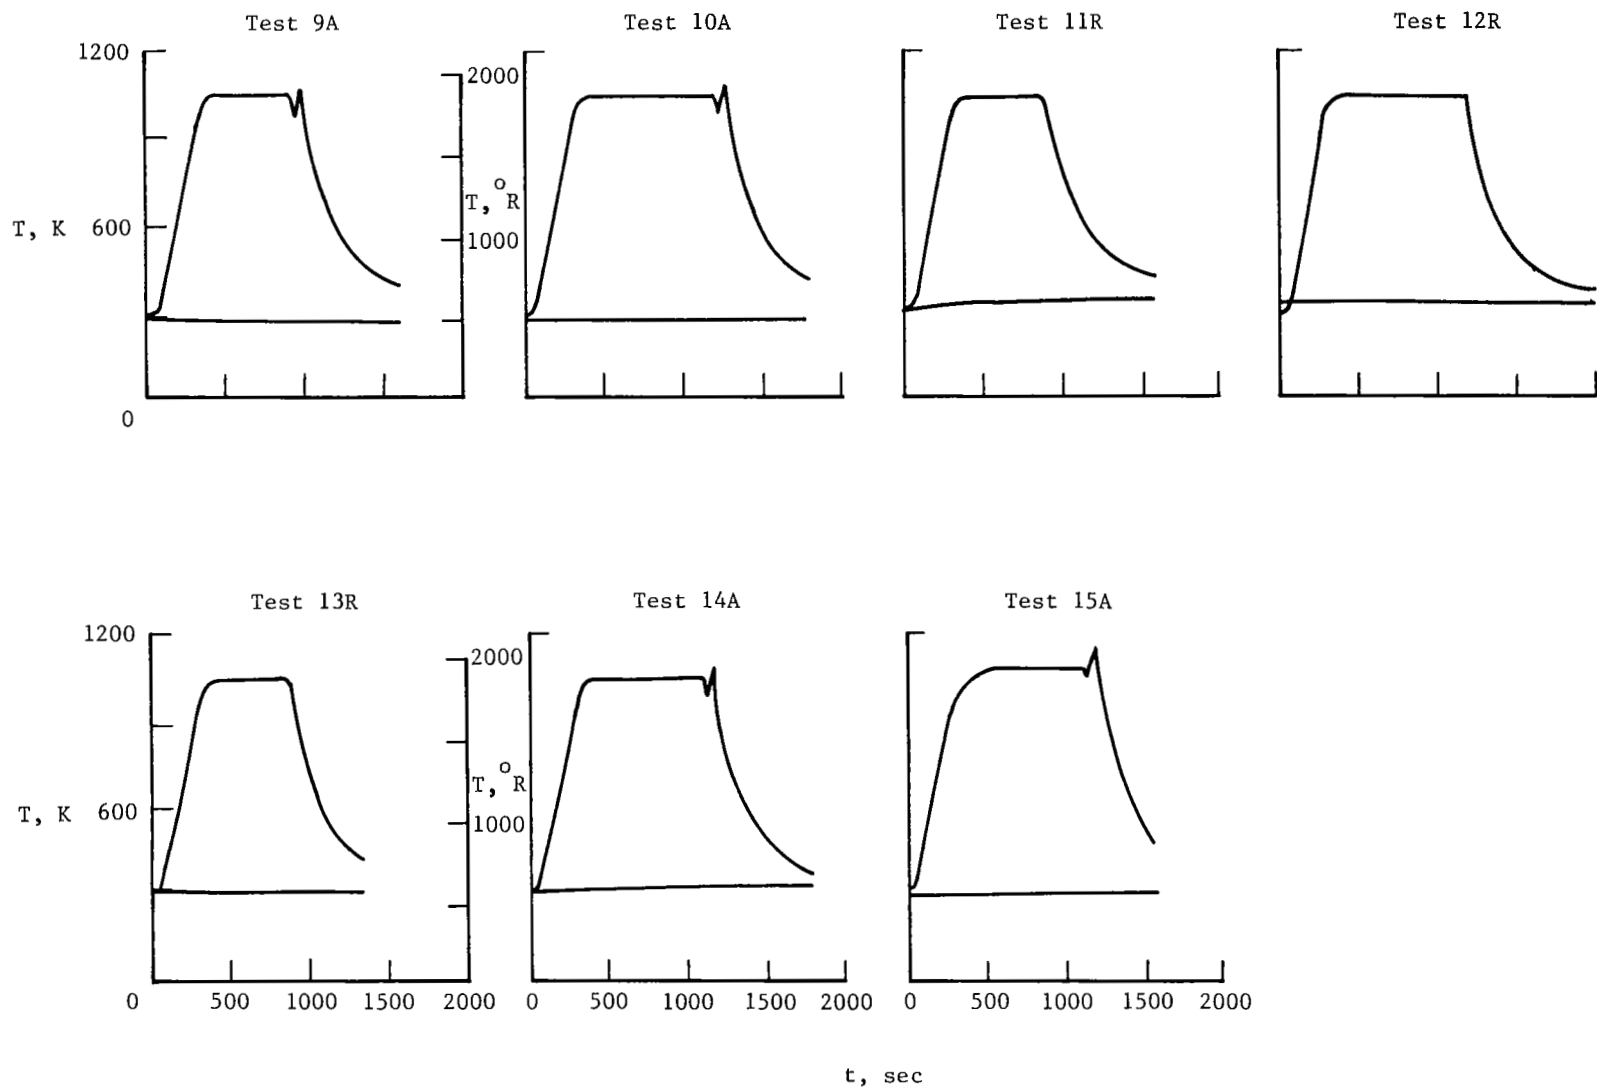 Test 9A
Test 10A
Test 11R
Test 12R
1200
2000
T, °R
T, K 600
1000
0
Test 13R
Test 14A
Test 15A
1200
2000
T, °R
T, K 600
1000
0 500 1000 1500 2000
0 500 1000 1500 2000
0 500 1000 1500 2000
t, sec